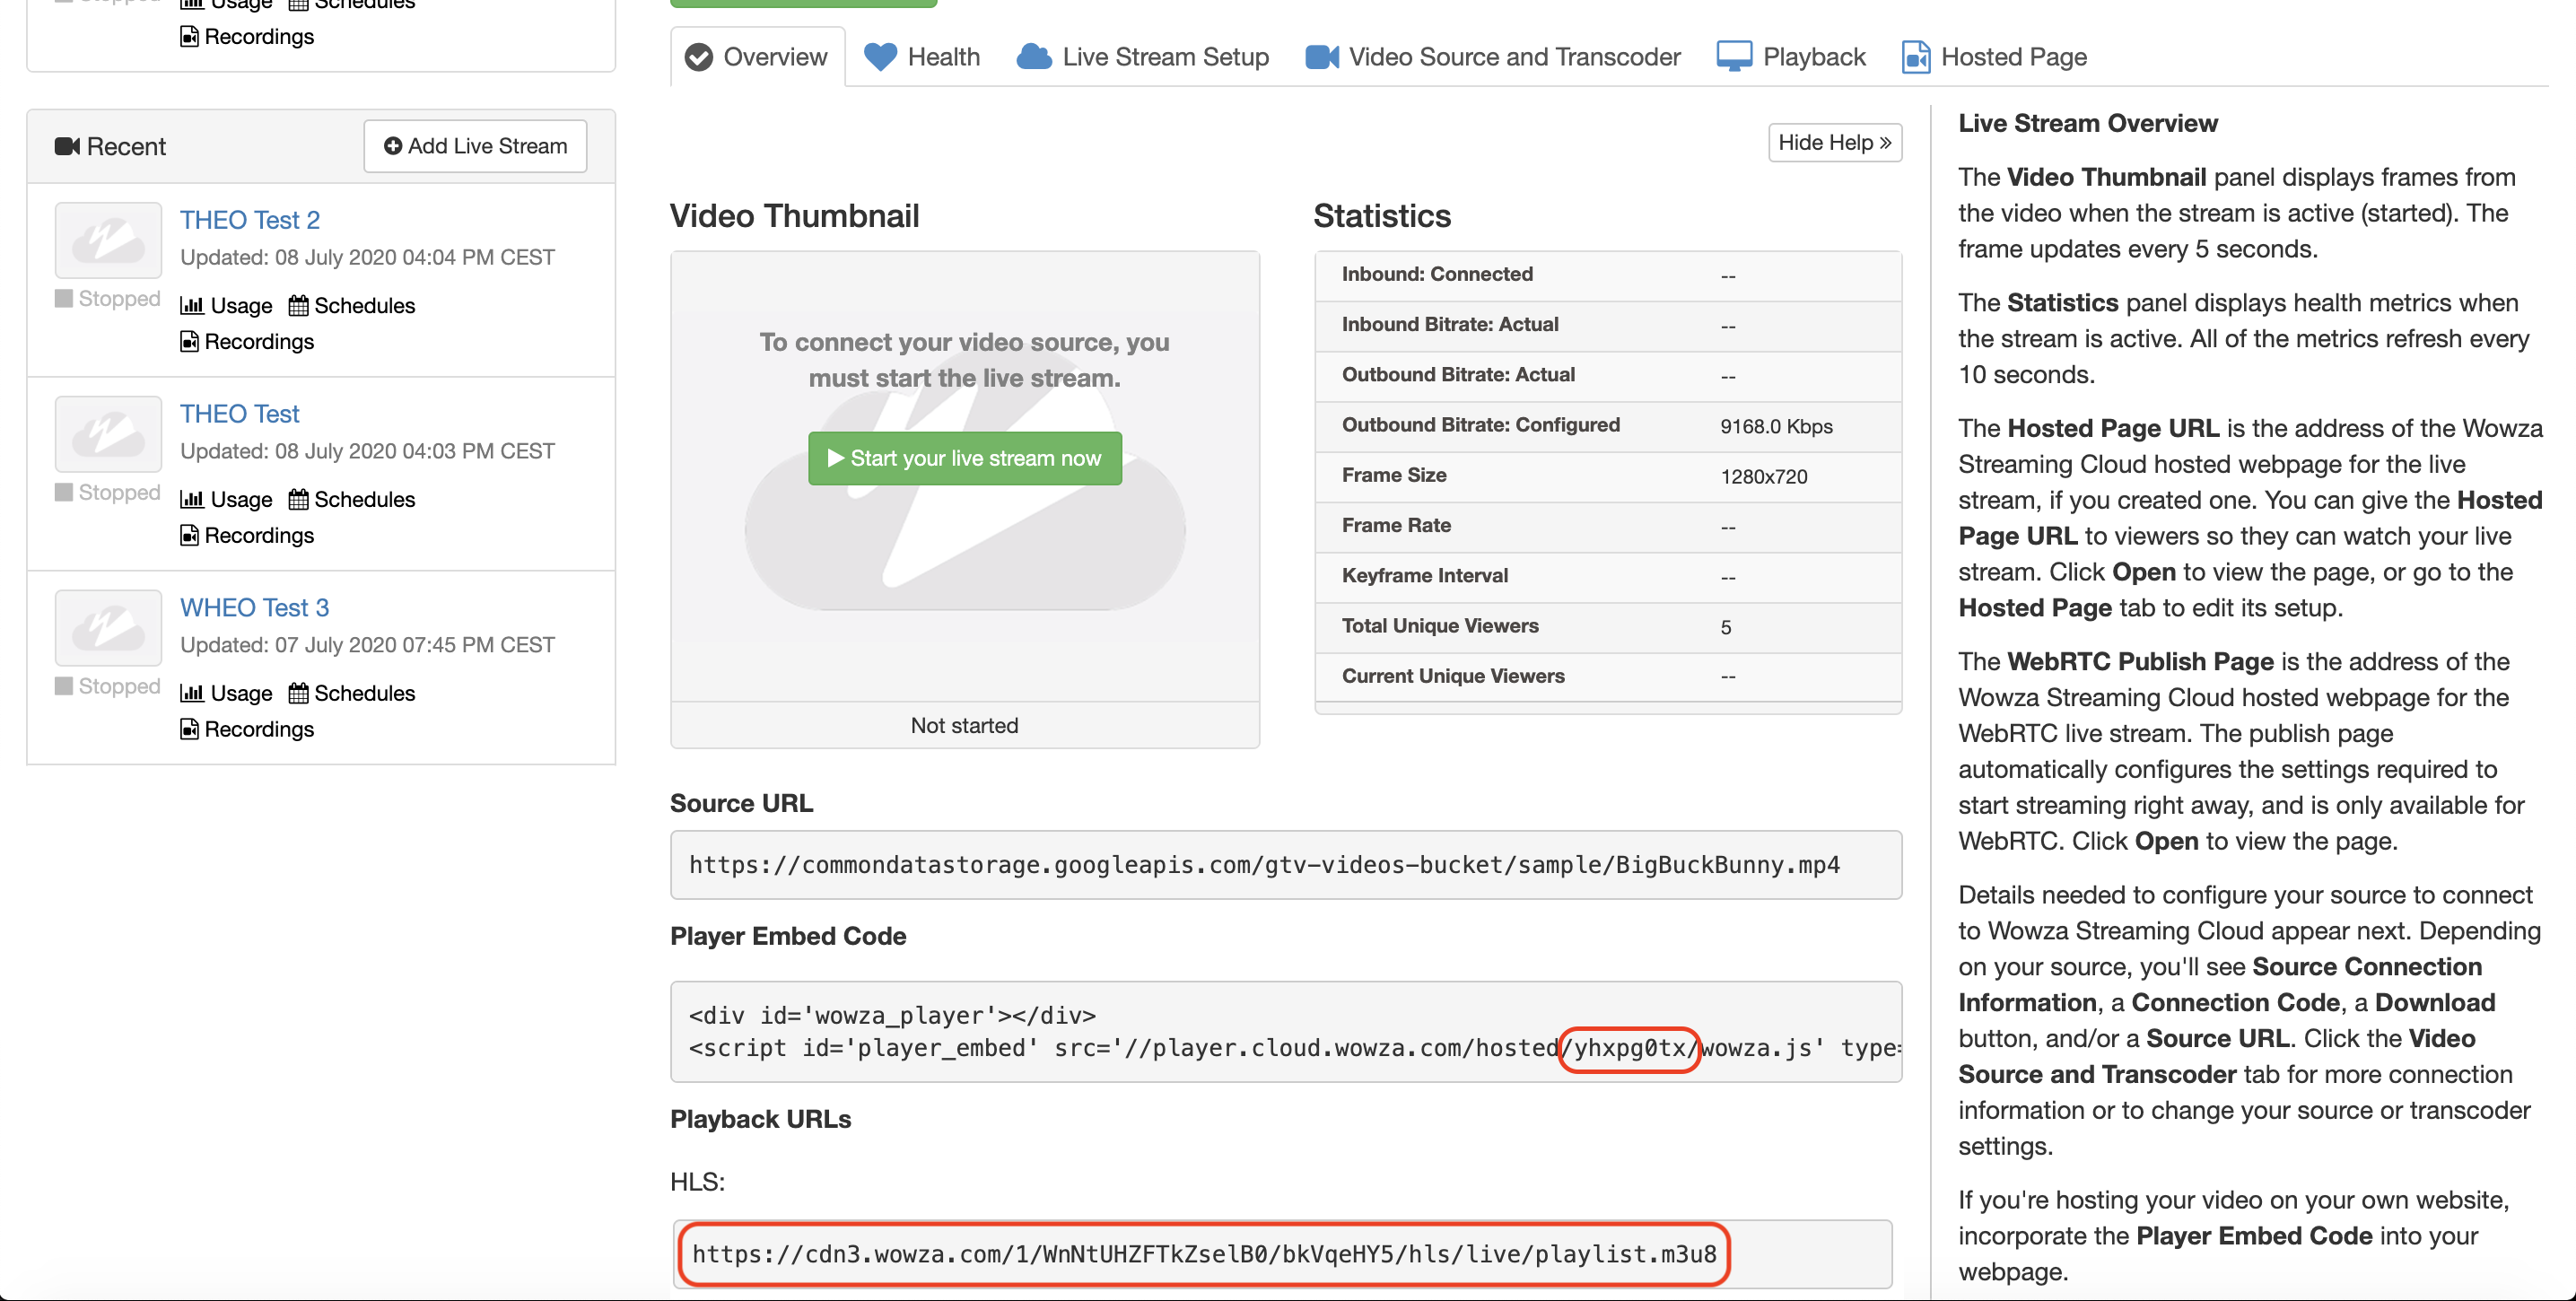 Stopped Usage Schedules
Recordings
Recent
Add Live Stream
THEO Test 2
Updated: 08 July 2020 04:04 PM CEST
Stopped
Usage Schedules
Recordings
THEO Test
Updated: 08 July 2020 04:03 PM CEST
Stopped
Usage Schedules
Recordings
WHEO Test 3
Updated: 07 July 2020 07:45 PM CEST
Stopped
Usage Schedules
Recordings
Overview Health Live Stream Setup Video Source and Transcoder Playback Hosted Page
Hide Help »
Video Thumbnail
To connect your video source, you
must start the live stream.
Start your live stream now
Not started
Statistics
Inbound: Connected --
Inbound Bitrate: Actual --
Outbound Bitrate: Actual --
Outbound Bitrate: Configured 9168.0 Kbps
Frame Size 1280x720
Frame Rate --
Keyframe Interval --
Total Unique Viewers 5
Current Unique Viewers --
Source URL
https://commondatastorage.googleapis.com/gtv-videos-bucket/sample/BigBuckBunny.mp4
Player Embed Code
<div id='wowza_player'></div>
<script id='player_embed' src='//player.cloud.wowza.com/hosted/yhxpg0tx/wowza.js' type=
Playback URLs
HLS:
https://cdn3.wowza.com/1/WnNtUHZFTkZselB0/bkVqeHY5/hls/live/playlist.m3u8
Live Stream Overview
The Video Thumbnail panel displays frames from
the video when the stream is active (started). The
frame updates every 5 seconds.
The Statistics panel displays health metrics when
the stream is active. All of the metrics refresh every
10 seconds.
The Hosted Page URL is the address of the Wowza
Streaming Cloud hosted webpage for the live
stream, if you created one. You can give the Hosted
Page URL to viewers so they can watch your live
stream. Click Open to view the page, or go to the
Hosted Page tab to edit its setup.
The WebRTC Publish Page is the address of the
Wowza Streaming Cloud hosted webpage for the
WebRTC live stream. The publish page
automatically configures the settings required to
start streaming right away, and is only available for
WebRTC. Click Open to view the page.
Details needed to configure your source to connect
to Wowza Streaming Cloud appear next. Depending
on your source, you'll see Source Connection
Information, a Connection Code, a Download
button, and/or a Source URL. Click the Video
Source and Transcoder tab for more connection
information or to change your source or transcoder
settings.
If you're hosting your video on your own website,
incorporate the Player Embed Code into your
webpage.